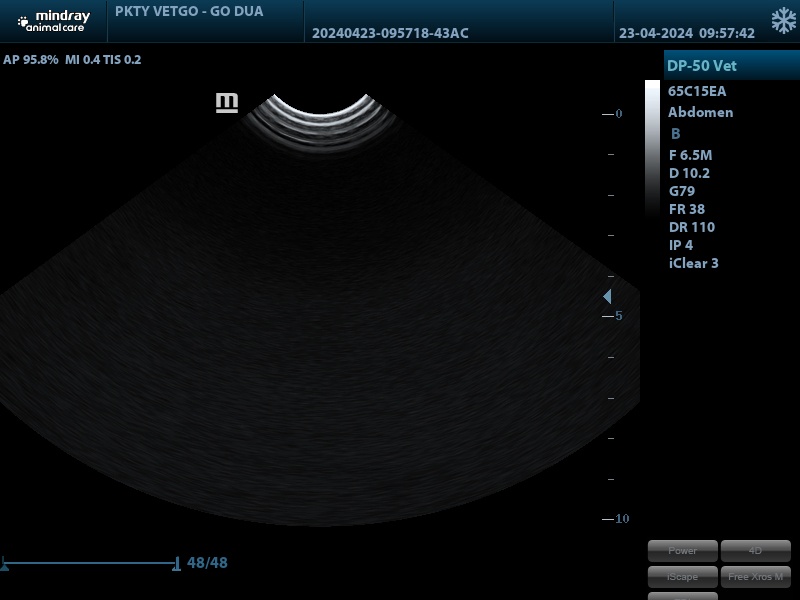 mindray
animalcare
PKTY VETGO - GO DUA
20240423-095718-43AC
23-04-2024 09:57:42
AP 95.8% MI 0.4 TIS 0.2
m
DP-50 Vet
65C15EA
Abdomen
B
F 6.5M
D 10.2
G79
FR 38
DR 110
IP 4
iClear 3
0
5
10
48/48
Power
4D
iScape
Free Xros M